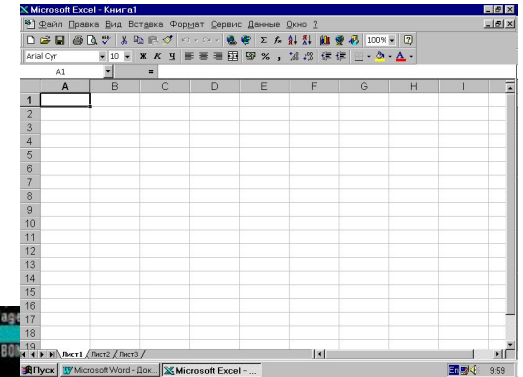 Microsoft Excel - Книга1
Файл Правка Вид Вставка Формат Сервис Данные Окно ?
100%
Arial Cyr 10 Ж К Ч
A1 =
A B C D E F G H I
1
2
3
4
5
6
7
8
9
10
11
12
13
14
15
16
17
18
19
Лист1 Лист2 Лист3
Пуск Microsoft Word - Док... Microsoft Excel - ... En 9:59